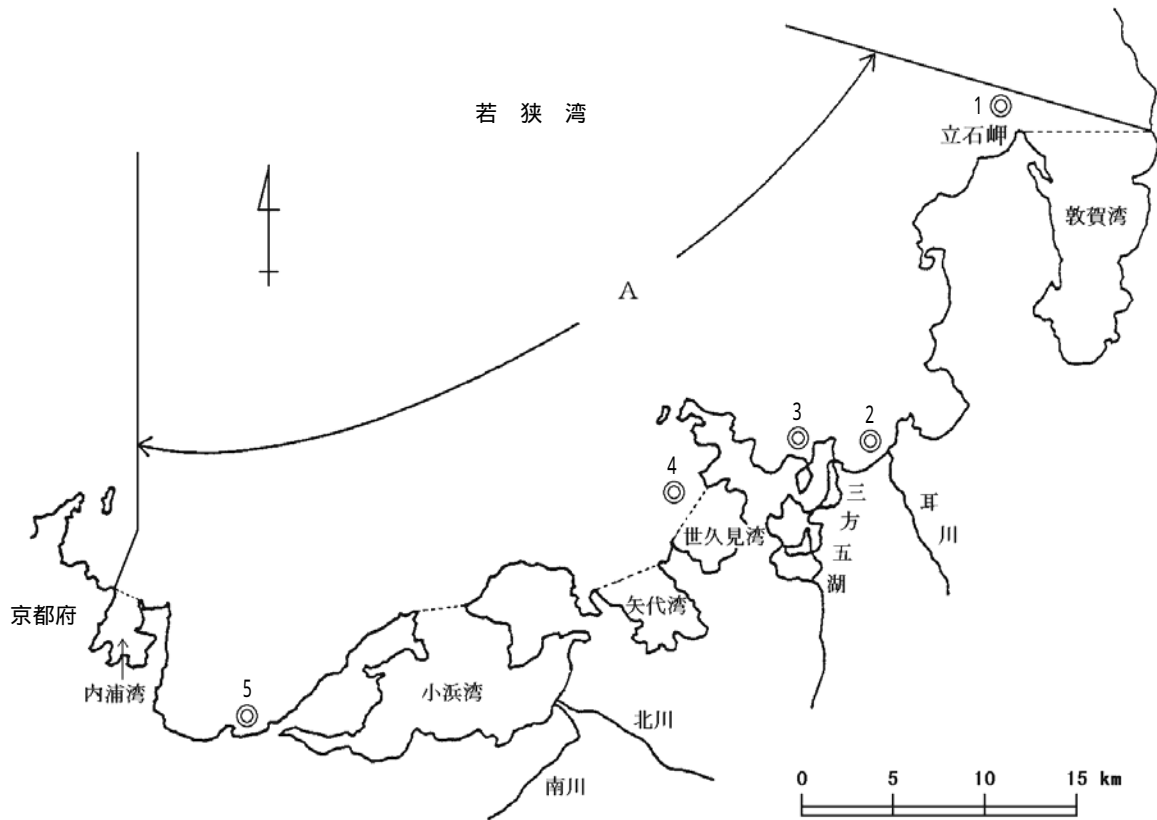 若 狭 湾
1
立石岬
敦賀湾
A
3
2
4
三方五湖
耳川
世久見湾
矢代湾
京都府
内浦湾
5
小浜湾
北川
南川
0 5 10 15 km